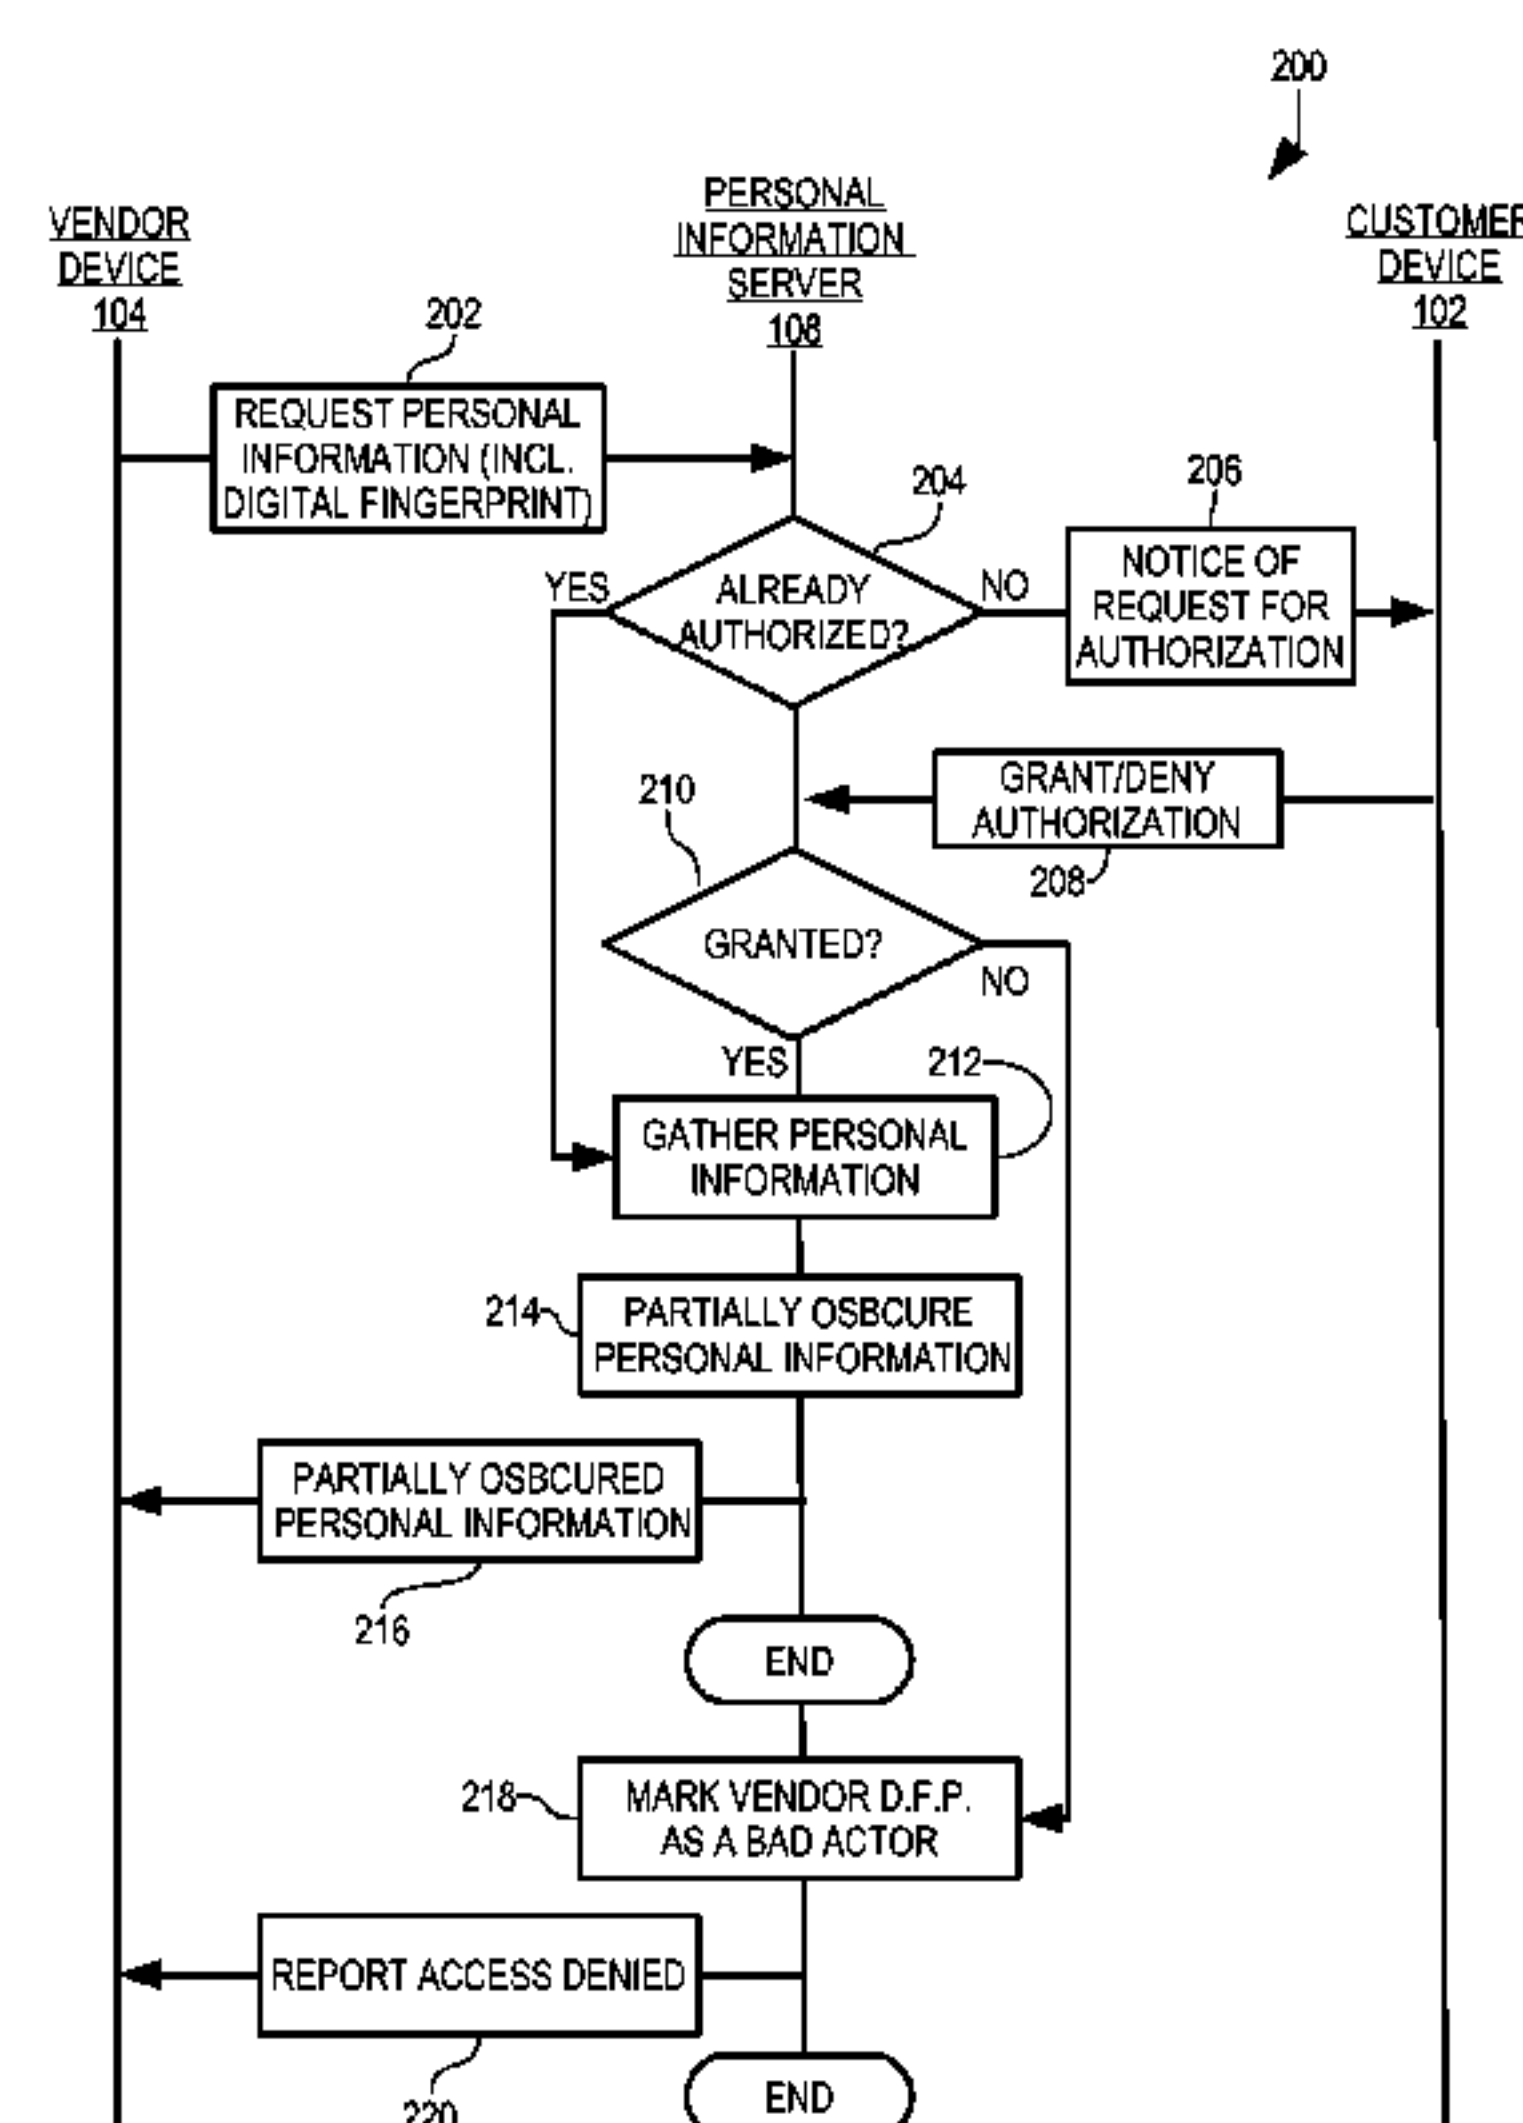 200
VENDOR
DEVICE
104
PERSONAL
INFORMATION
SERVER
108
CUSTOMER
DEVICE
102
202
REQUEST PERSONAL
INFORMATION (INCL.
DIGITAL FINGERPRINT)
204
206
YES
ALREADY
AUTHORIZED?
NO
NOTICE OF
REQUEST FOR
AUTHORIZATION
210
GRANT/DENY
AUTHORIZATION
208
GRANTED?
NO
YES
212
GATHER PERSONAL
INFORMATION
214
PARTIALLY OSBCURE
PERSONAL INFORMATION
PARTIALLY OSBCURED
PERSONAL INFORMATION
216
END
218
MARK VENDOR D.F.P.
AS A BAD ACTOR
REPORT ACCESS DENIED
220
END